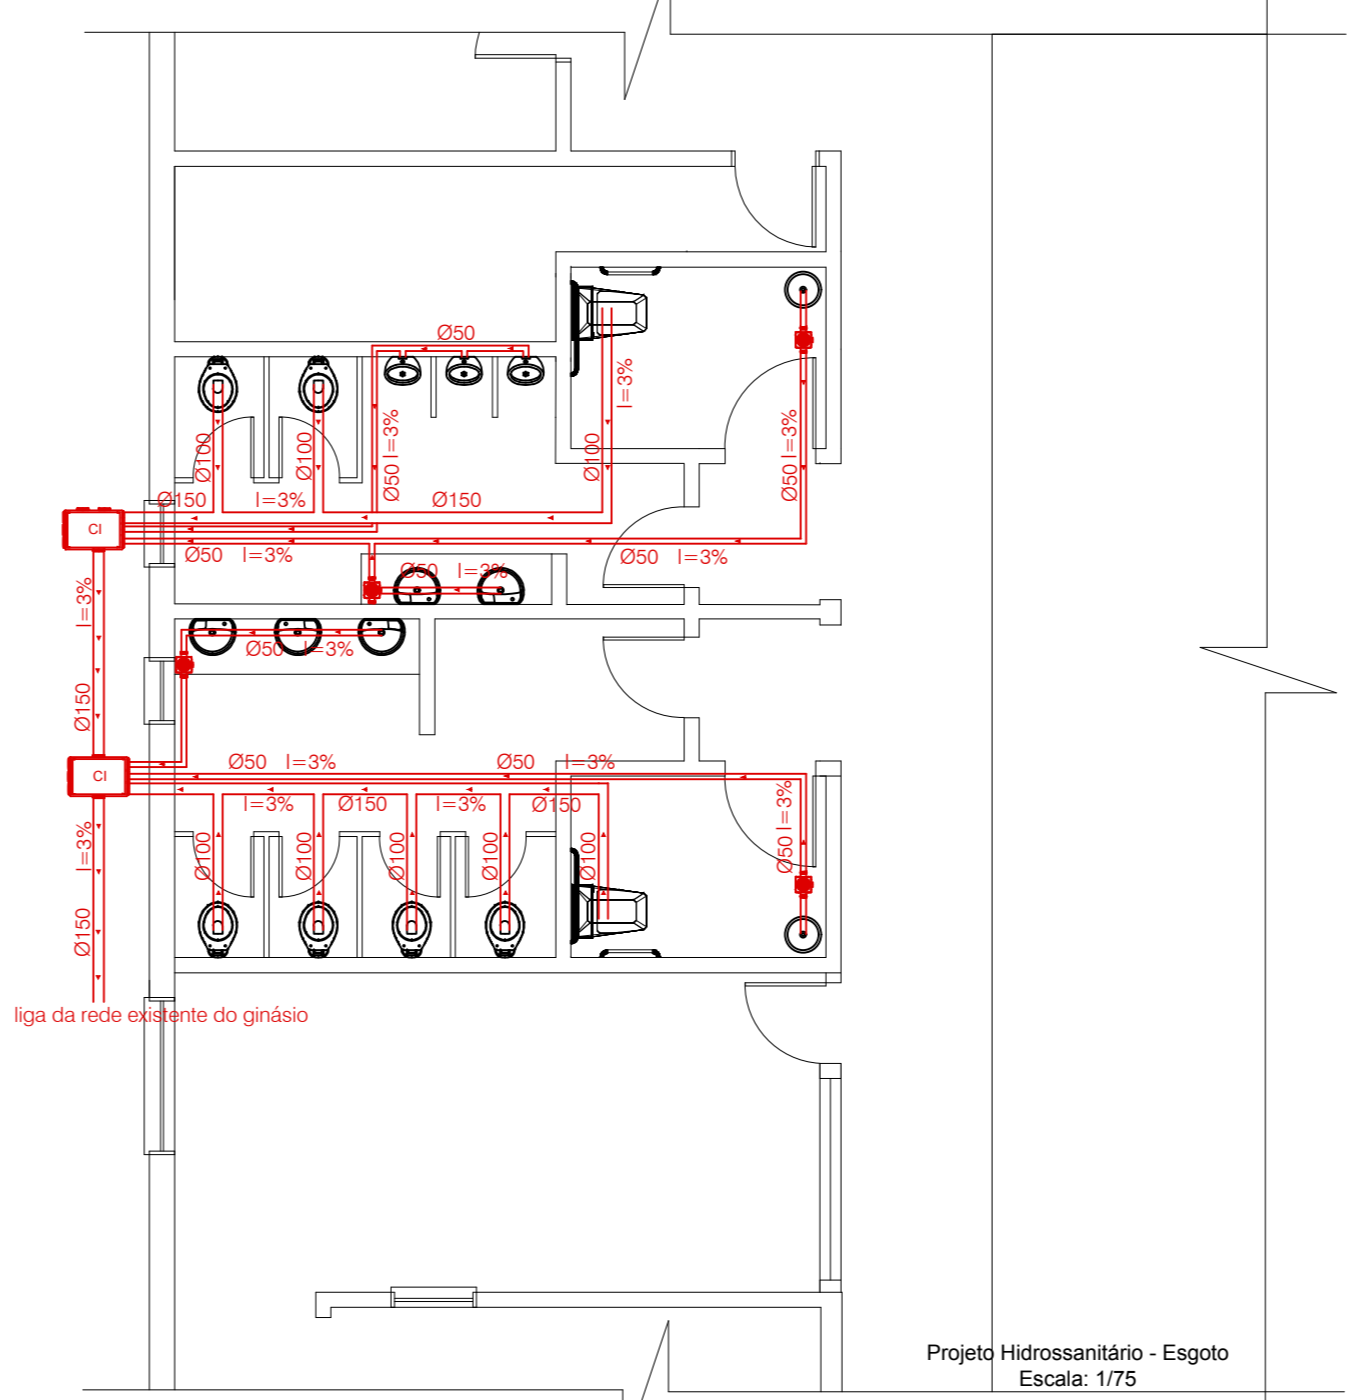 Ø50
I=3%
Ø100
Ø100
Ø50 I=3%
Ø100
Ø50 I=3%
Ø150
I=3%
Ø150
CI
Ø50 I=3%
Ø50 I=3%
Ø50 I=3%
I=3%
Ø150
Ø50 I=3%
CI
Ø50 I=3%
Ø50 I=3%
I=3%
Ø150
I=3%
Ø150
I=3%
Ø150
Ø100
Ø100
Ø100
Ø100
Ø100
Ø50 I=3%
liga da rede existente do ginásio
Projeto Hidrossanitário - Esgoto
Escala: 1/75